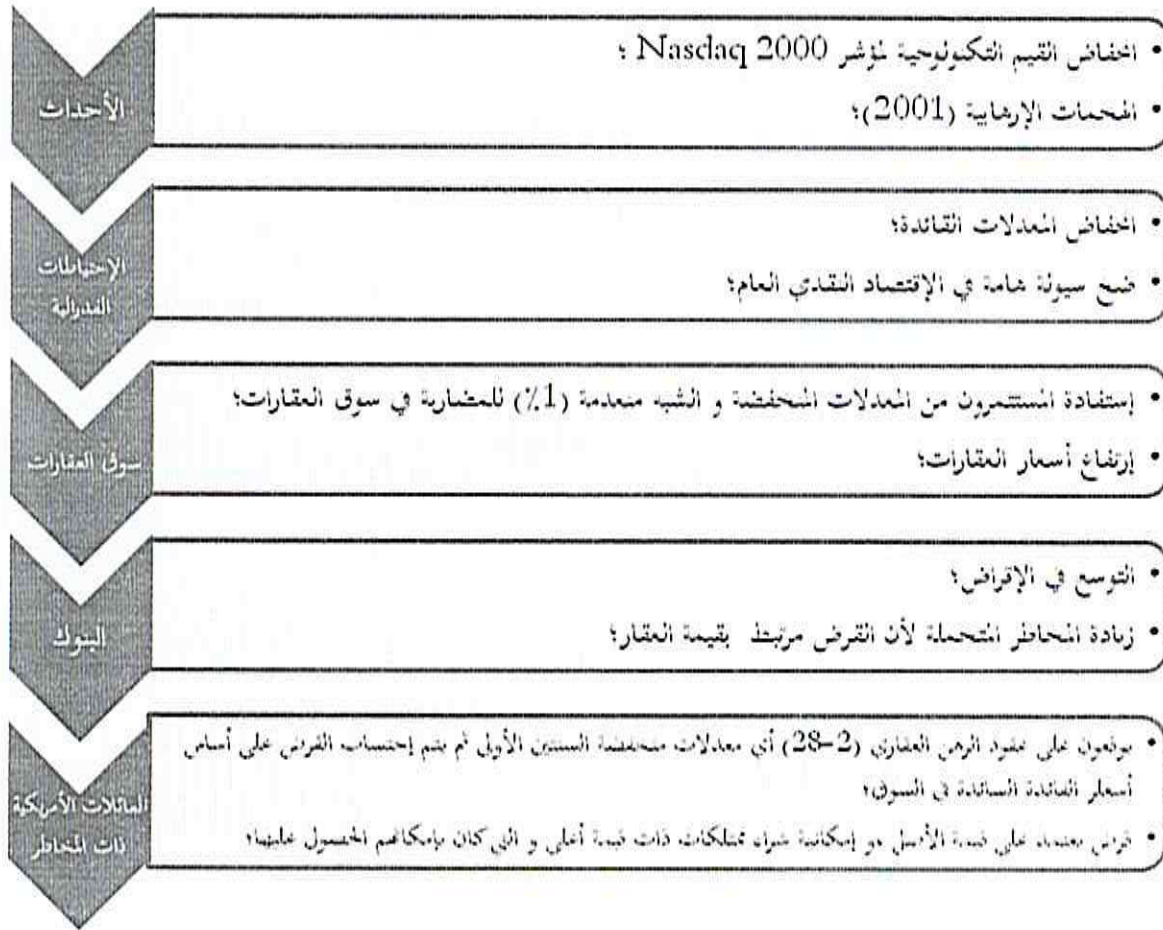 الأحداث
• انخفاض القيم التكنولوجية لمؤشر Nasdaq 2000 ؛
• الهجمات الإرهابية (2001)؛
الإحتياطات
الفدرالية
• انخفاض المعدلات القائدة؛
• ضخ سيولة هامة في الإقتصاد النقدي العام؛
سوق العقارات
• إستفادة المستثمرون من المعدلات المنخفضة و الشبه منعدمة (1٪) للمضاربة في سوق العقارات؛
• إرتفاع أسعار العقارات؛
البنوك
• التوسع في الإقراض؛
• زيادة المخاطر المتحملة لأن القرض مرتبط بقيمة العقار؛
العائلات الأمريكية
ذات المخاطر
• يوقعون على عقود الرهن العقاري (2-28) أي معدلات منخفضة السنتين الأولى ثم يتم إحتساب القرض على أساس
أسعار الفائدة السائدة في السوق؛
• قرض معتمد على قيمة الأصل هو إمكانية شراء ممتلكات ذات قيمة أعلى و التي كان بإمكانهم الحصول عليها؛